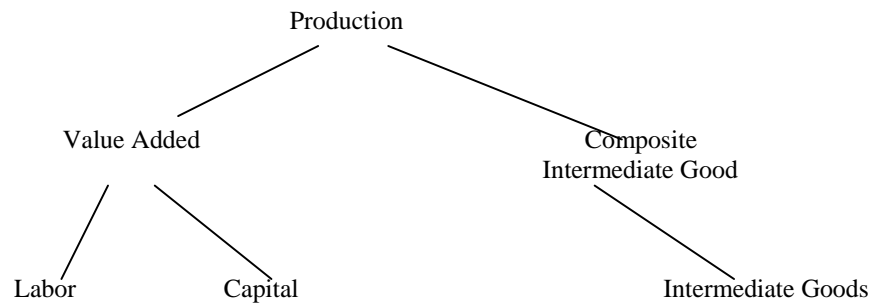 Production
Value Added
Composite
Intermediate Good
Labor
Capital
Intermediate Goods